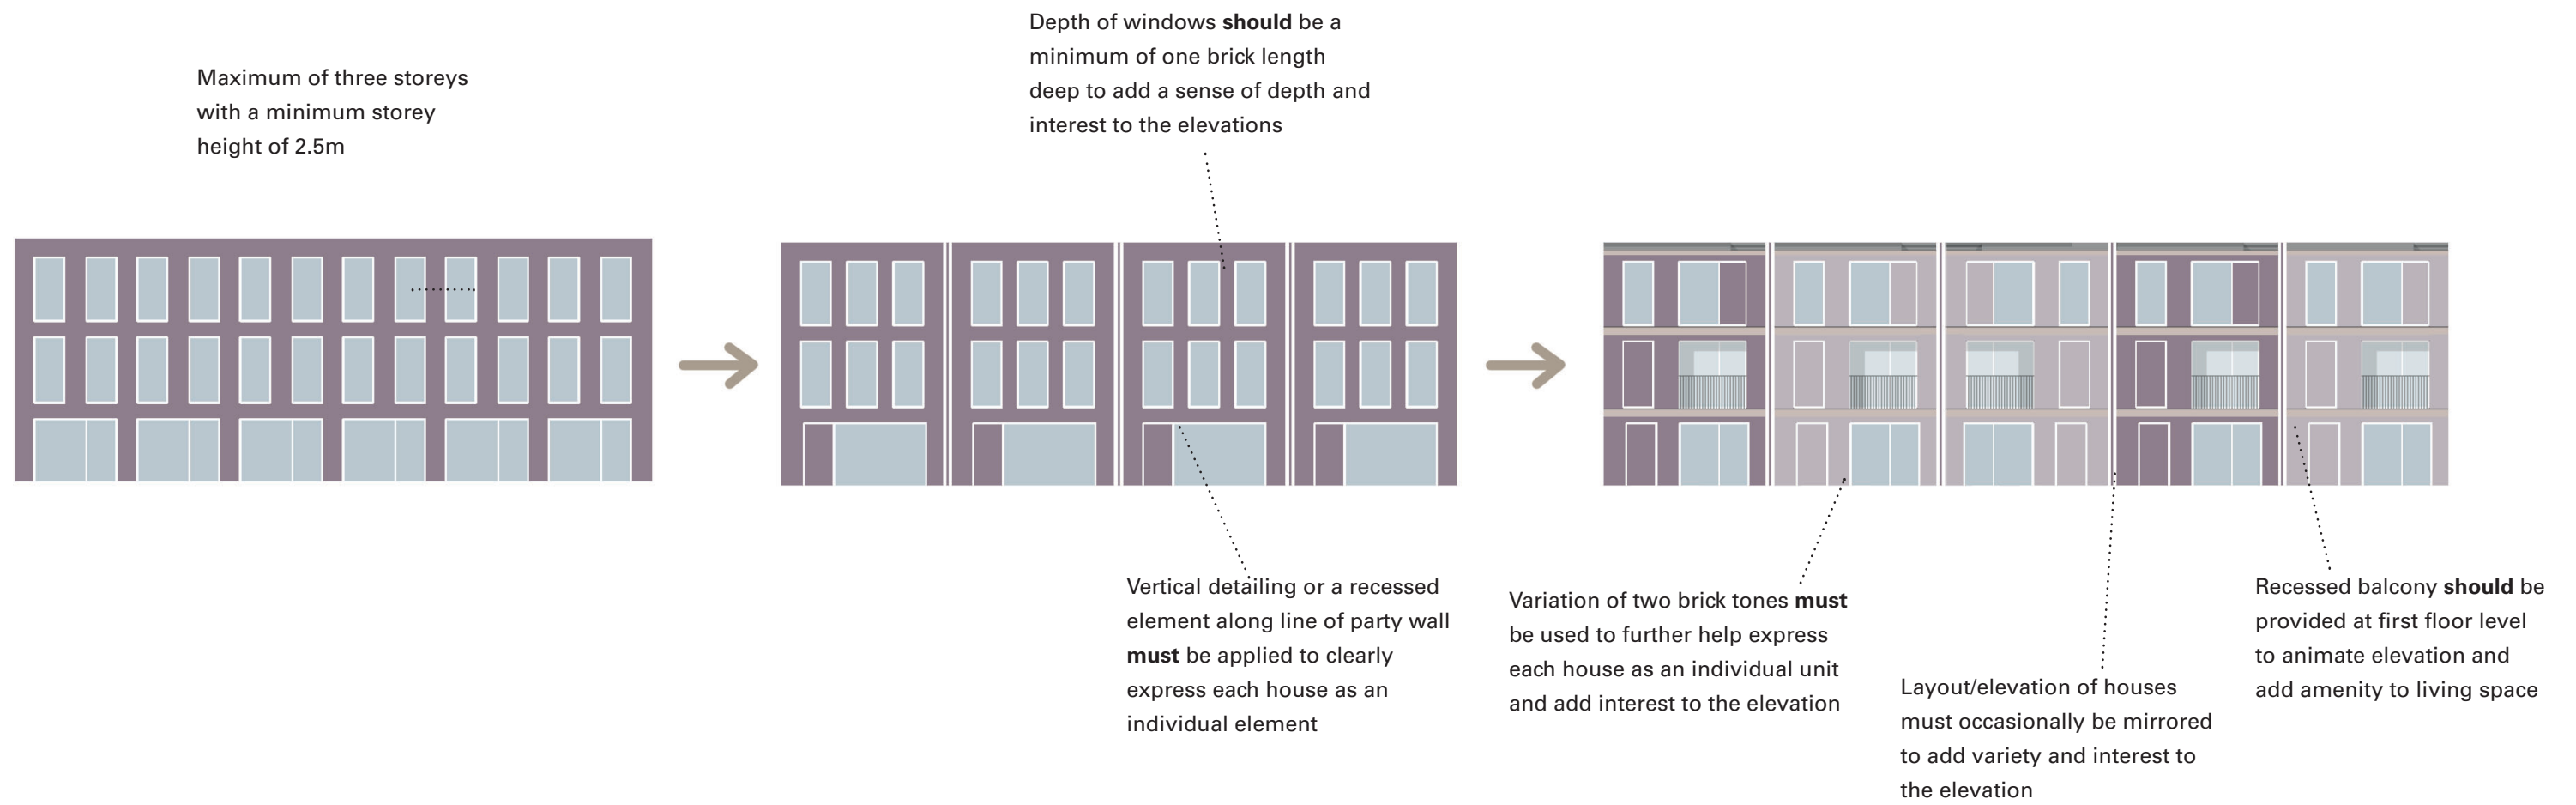 Maximum of three storeys
with a minimum storey
height of 2.5m
Depth of windows should be a
minimum of one brick length
deep to add a sense of depth and
interest to the elevations
Vertical detailing or a recessed
element along line of party wall
must be applied to clearly
express each house as an
individual element
Variation of two brick tones must
be used to further help express
each house as an individual unit
and add interest to the elevation
Layout/elevation of houses
must occasionally be mirrored
to add variety and interest to
the elevation
Recessed balcony should be
provided at first floor level
to animate elevation and
add amenity to living space